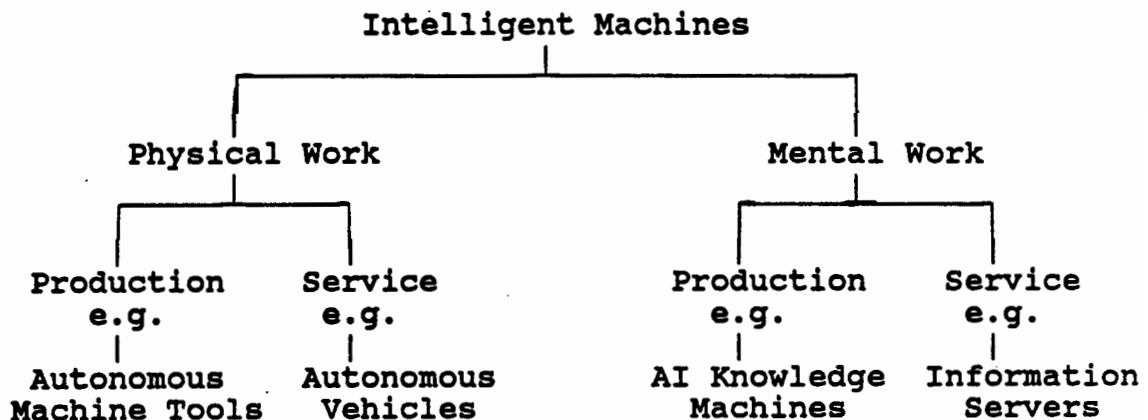 Intelligent Machines
Physical Work
Mental Work
Production
e.g.
Autonomous
Machine Tools
Service
e.g.
Autonomous
Vehicles
Production
e.g.
AI Knowledge
Machines
Service
e.g.
Information
Servers